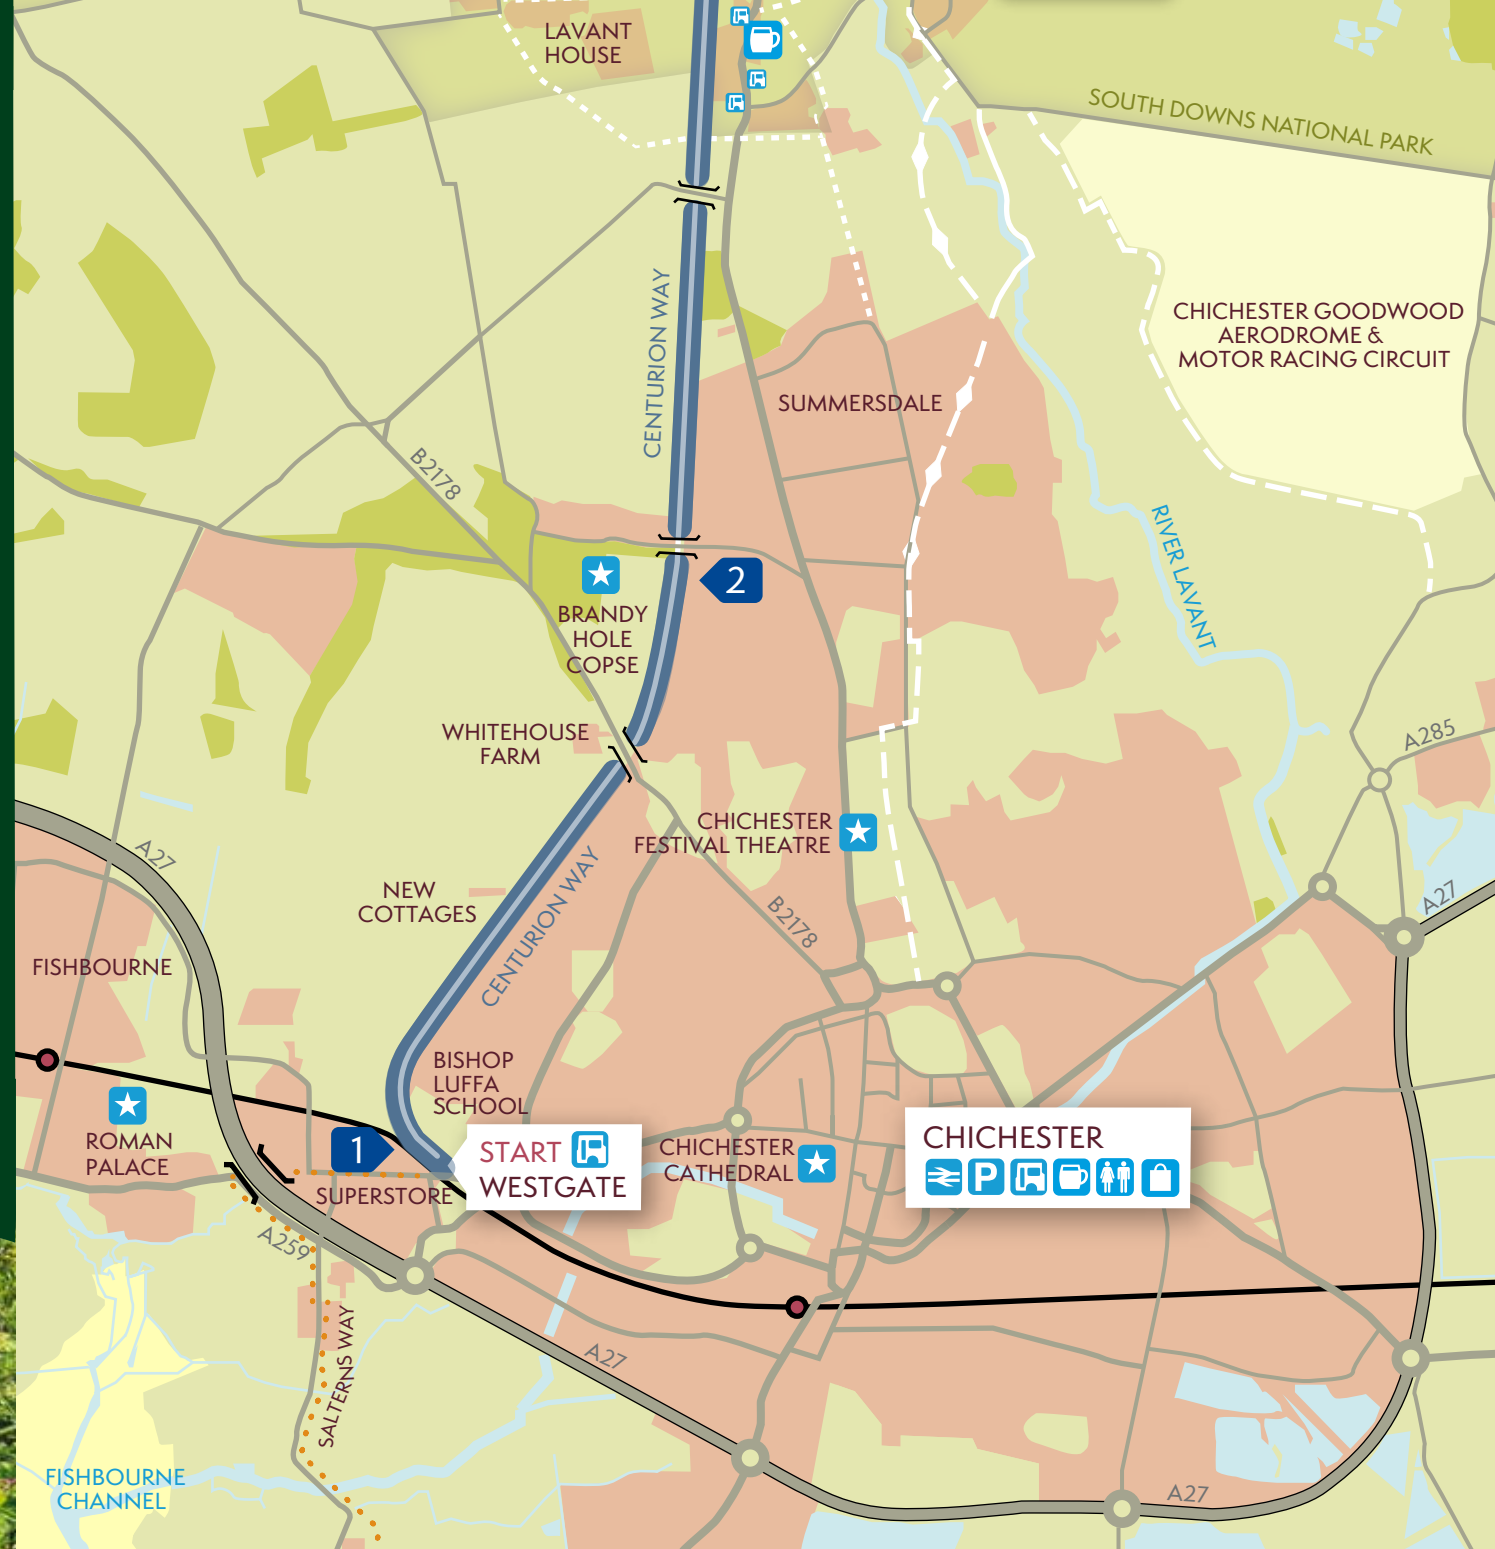 LAVANT
HOUSE
SOUTH DOWNS NATIONAL PARK
CENTURION WAY
CHICHESTER GOODWOOD
AERODROME &
MOTOR RACING CIRCUIT
SUMMERSDALE
B2178
RIVER LAVANT
2
BRANDY
HOLE
COPSE
WHITEHOUSE
FARM
A285
CHICHESTER
FESTIVAL THEATRE
A27
NEW
COTTAGES
CENTURION WAY
B2178
A27
FISHBOURNE
BISHOP
LUFFA
SCHOOL
ROMAN
PALACE
1
START
WESTGATE
CHICHESTER
CATHEDRAL
CHICHESTER
P
SUPERSTORE
A259
SALTERNS WAY
A27
FISHBOURNE
CHANNEL
A27